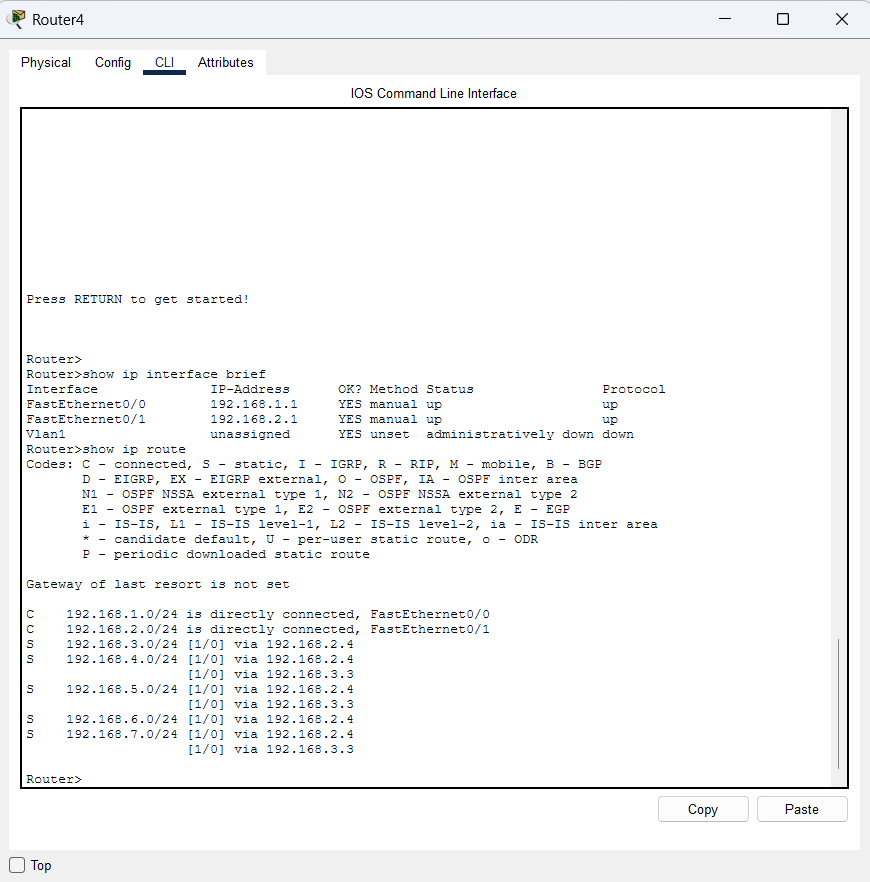 Router4
Physical Config CLI Attributes
IOS Command Line Interface
Press RETURN to get started!
Router>
Router>show ip interface brief
Interface              IP-Address      OK? Method Status                Protocol
FastEthernet0/0        192.168.1.1     YES manual up                    up
FastEthernet0/1        192.168.2.1     YES manual up                    up
Vlan1                  unassigned      YES unset  administratively down down
Router>show ip route
Codes: C - connected, S - static, I - IGRP, R - RIP, M - mobile, B - BGP
       D - EIGRP, EX - EIGRP external, O - OSPF, IA - OSPF inter area
       N1 - OSPF NSSA external type 1, N2 - OSPF NSSA external type 2
       E1 - OSPF external type 1, E2 - OSPF external type 2, E - EGP
       i - IS-IS, L1 - IS-IS level-1, L2 - IS-IS level-2, ia - IS-IS inter area
       * - candidate default, U - per-user static route, o - ODR
       P - periodic downloaded static route
Gateway of last resort is not set
C    192.168.1.0/24 is directly connected, FastEthernet0/0
C    192.168.2.0/24 is directly connected, FastEthernet0/1
S    192.168.3.0/24 [1/0] via 192.168.2.4
S    192.168.4.0/24 [1/0] via 192.168.2.4
                    [1/0] via 192.168.3.3
S    192.168.5.0/24 [1/0] via 192.168.2.4
                    [1/0] via 192.168.3.3
S    192.168.6.0/24 [1/0] via 192.168.2.4
S    192.168.7.0/24 [1/0] via 192.168.2.4
                    [1/0] via 192.168.3.3
Router>
Copy Paste
Top